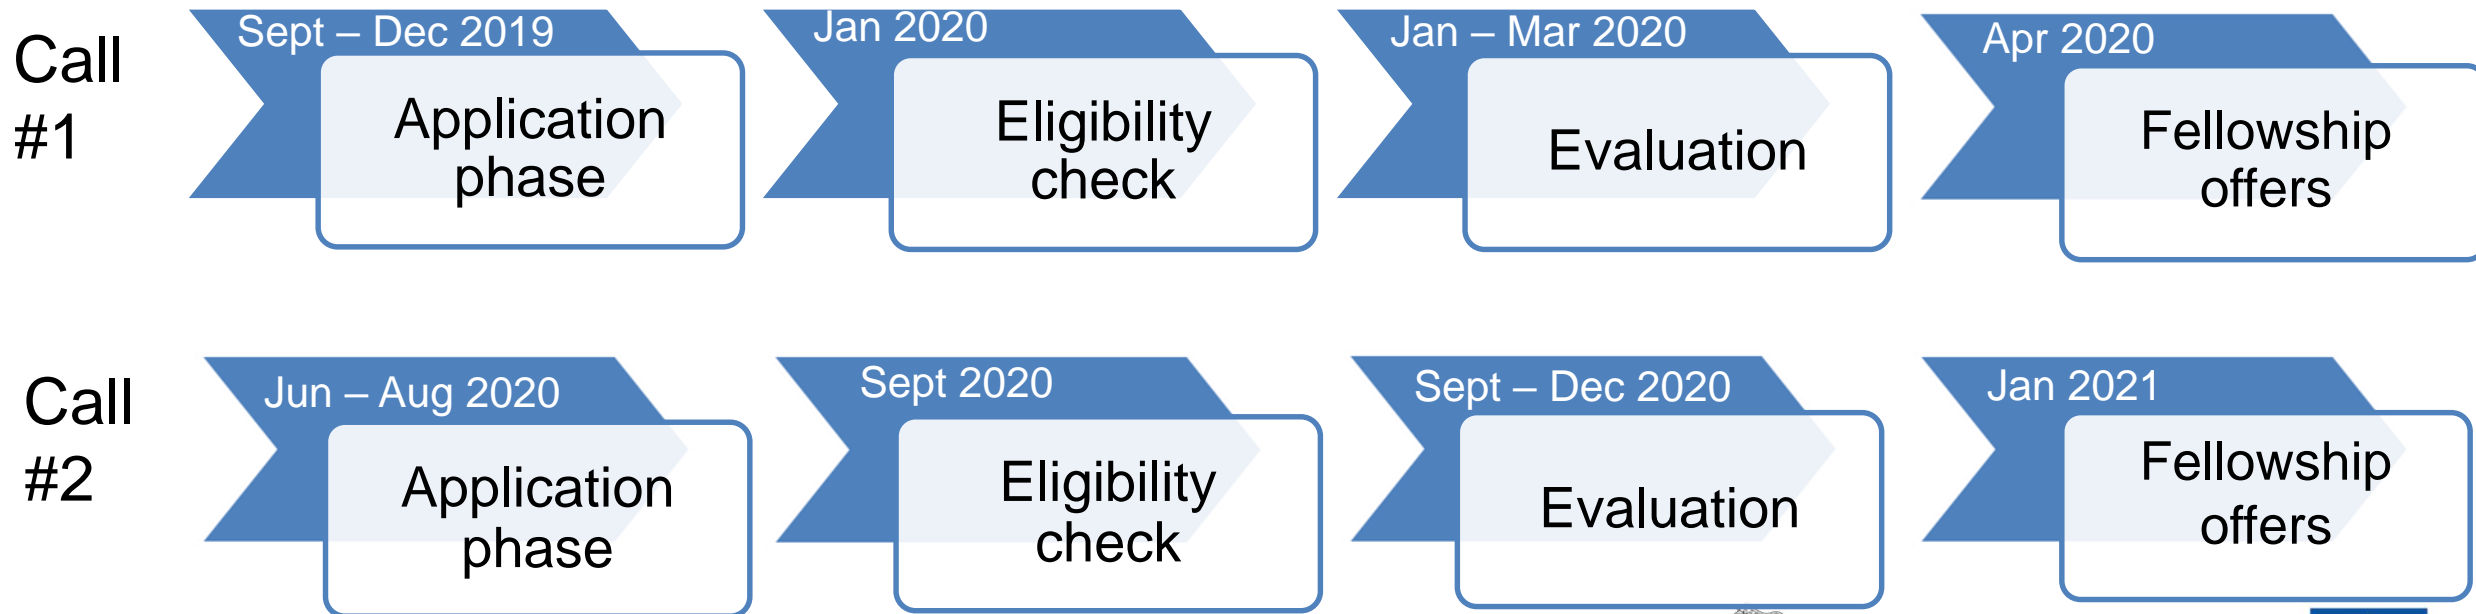 Call
#1
Sept – Dec 2019
Application
phase
Jan 2020
Eligibility
check
Jan – Mar 2020
Evaluation
Apr 2020
Fellowship
offers
Call
#2
Jun – Aug 2020
Application
phase
Sept 2020
Eligibility
check
Sept – Dec 2020
Evaluation
Jan 2021
Fellowship
offers